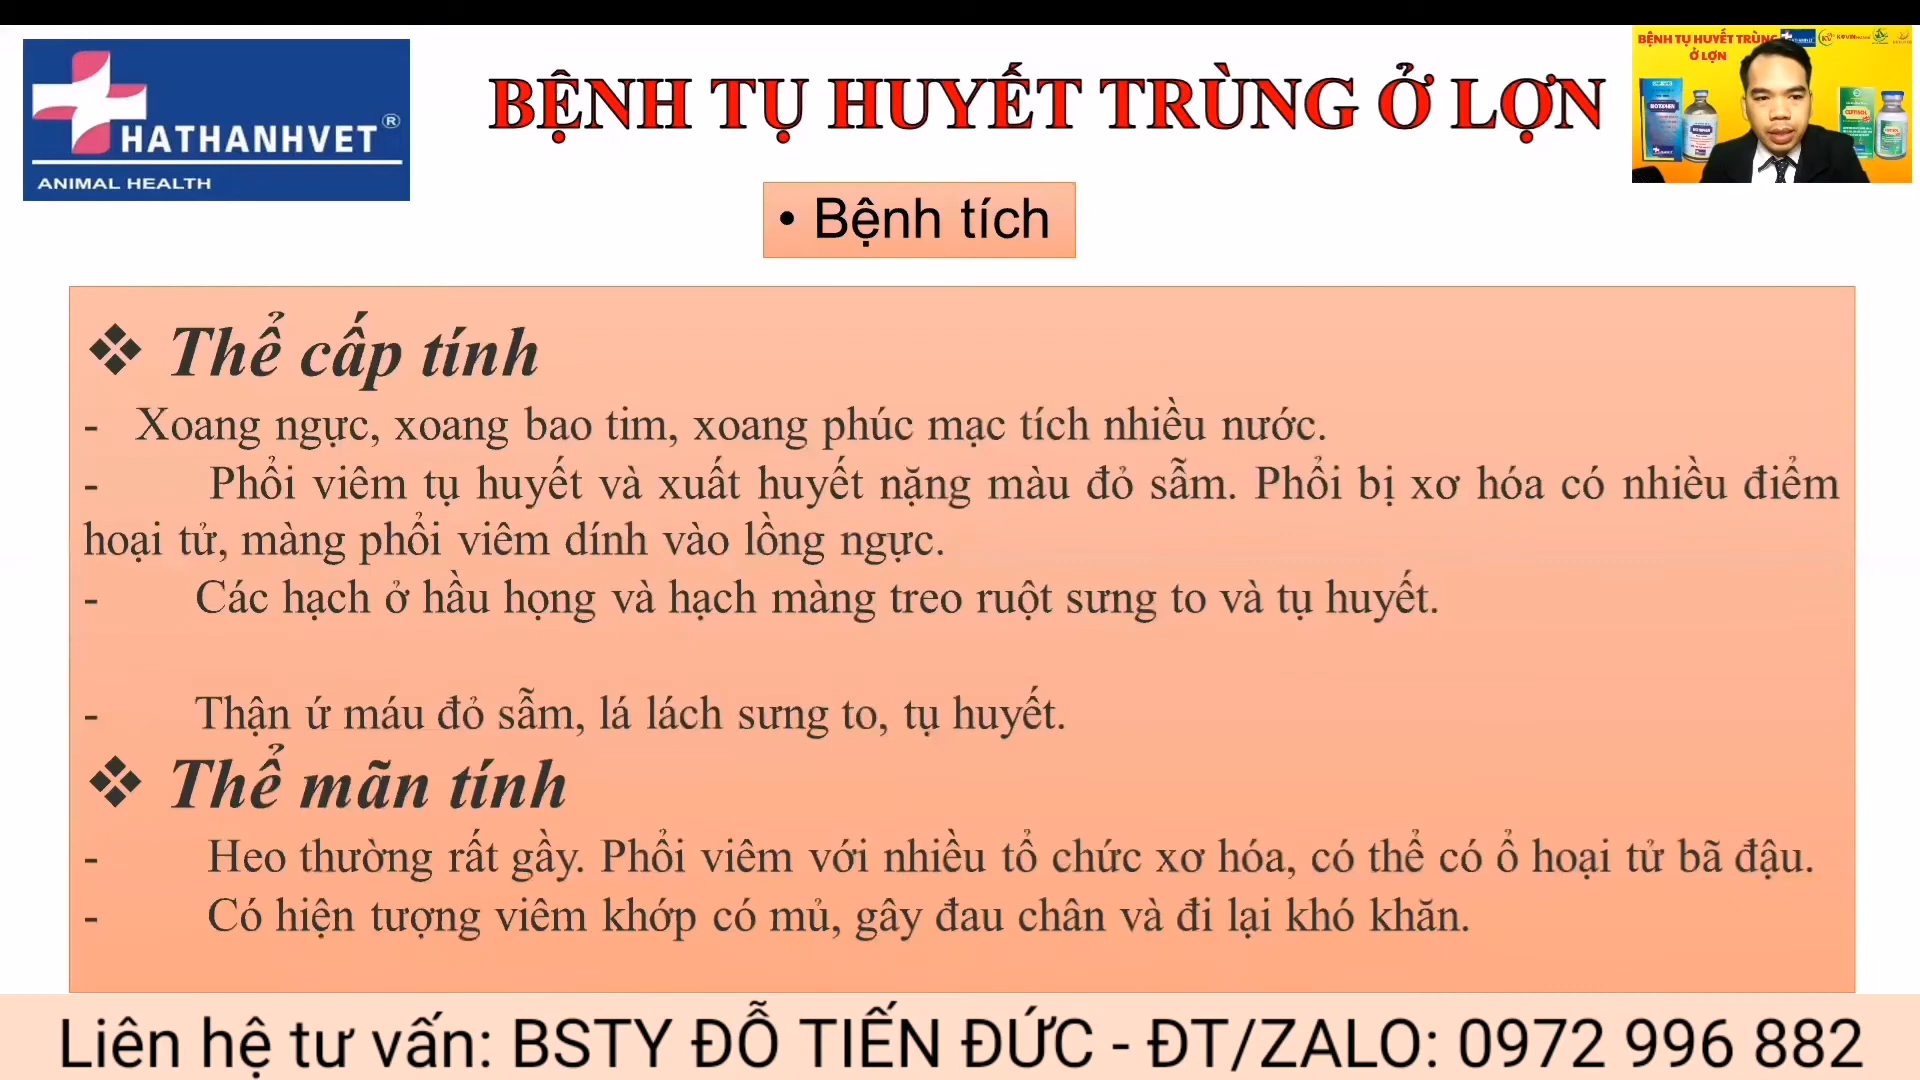 HATHANHVET®
ANIMAL HEALTH
BỆNH TỤ HUYẾT TRÙNG Ở LỢN
BỆNH TỤ HUYẾT TRÙNG
Ở LỢN
• Bệnh tích
❖ Thể cấp tính
- Xoang ngực, xoang bao tim, xoang phúc mạc tích nhiều nước.
- Phổi viêm tụ huyết và xuất huyết nặng màu đỏ sẫm. Phổi bị xơ hóa có nhiều điểm
hoại tử, màng phổi viêm dính vào lồng ngực.
- Các hạch ở hầu họng và hạch màng treo ruột sưng to và tụ huyết.
- Thận ứ máu đỏ sẫm, lá lách sưng to, tụ huyết.
❖ Thể mãn tính
- Heo thường rất gầy. Phổi viêm với nhiều tổ chức xơ hóa, có thể có ổ hoại tử bã đậu.
- Có hiện tượng viêm khớp có mủ, gây đau chân và đi lại khó khăn.
Liên hệ tư vấn: BSTY ĐỖ TIẾN ĐỨC - ĐT/ZALO: 0972 996 882